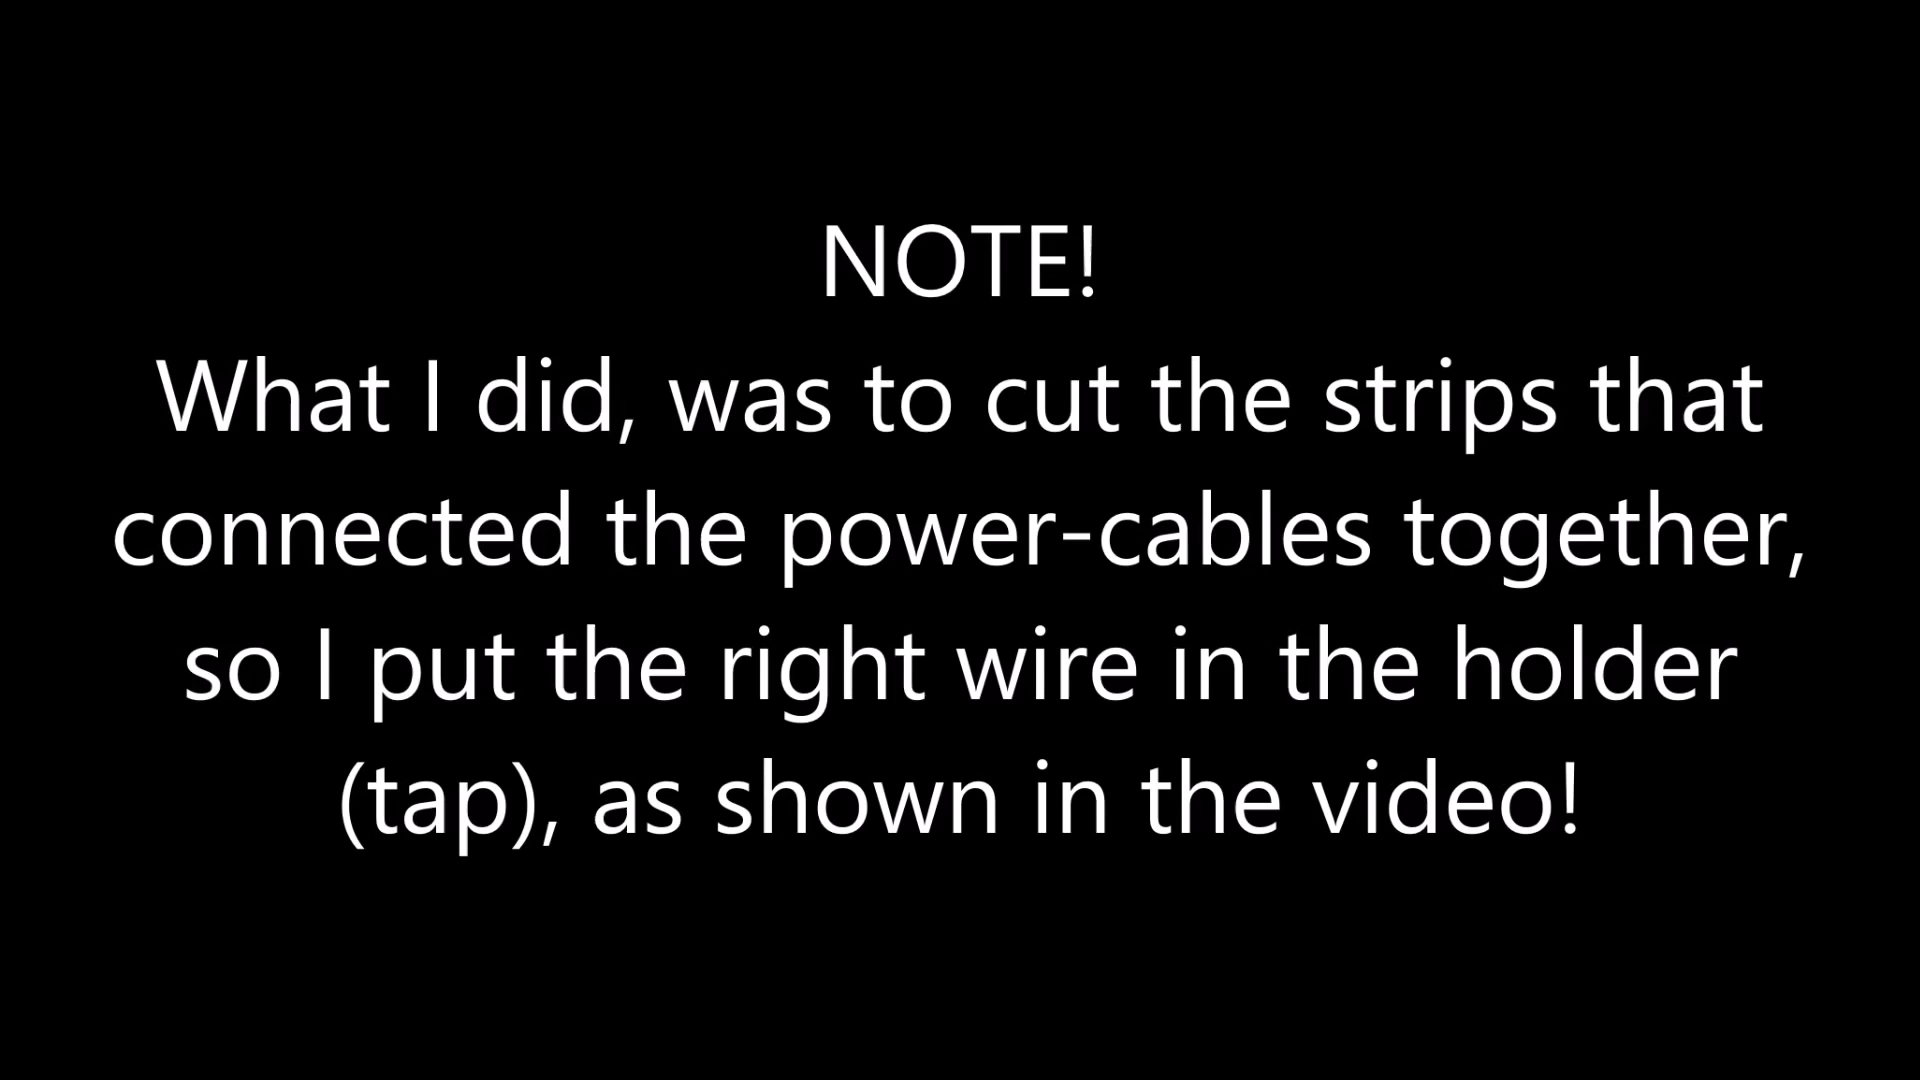 NOTE!
What I did, was to cut the strips that
connected the power-cables together,
so I put the right wire in the holder
(tap), as shown in the video!